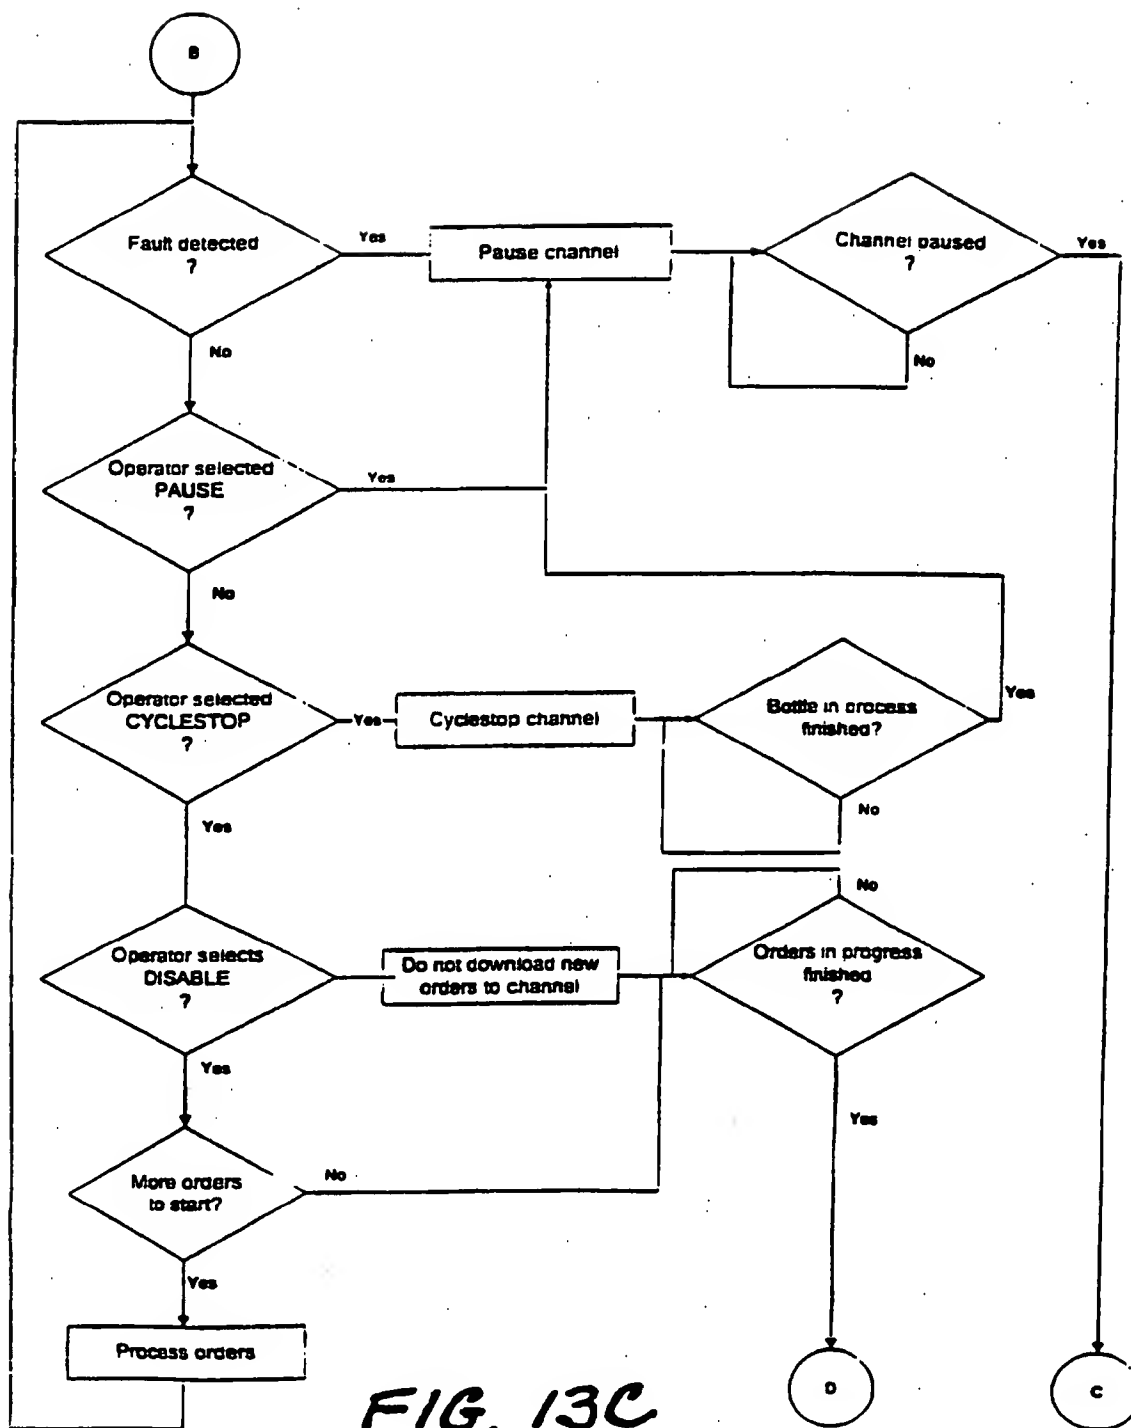 B
Fault detected
?
Yes
Pause channel
Channel paused
?
Yes
No
No
Operator selected
PAUSE
?
Yes
No
Operator selected
CYCLESTOP
?
Yes
Cyclestop channel
Bottle in process
finished?
Yes
No
Yes
No
Operator selects
DISABLE
?
Do not download new
orders to channel
Orders in progress
finished
?
Yes
Yes
More orders
to start?
No
Yes
Process orders
D
C
FIG. 13C